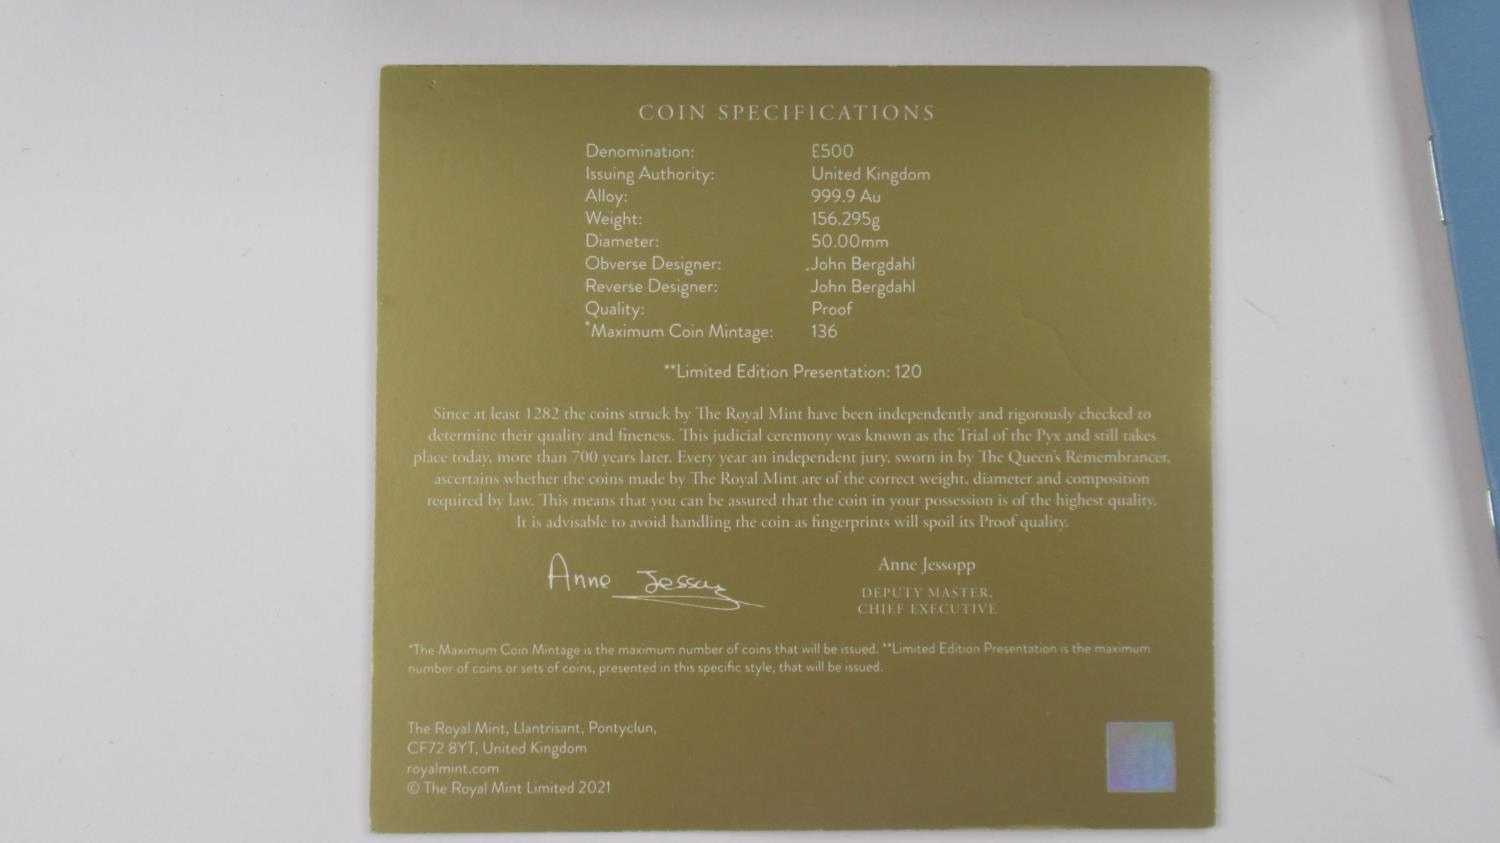 COIN SPECIFICATIONS
Denomination: £500
Issuing Authority: United Kingdom
Alloy: 999.9 Au
Weight: 156.295g
Diameter: 50.00mm
Obverse Designer: John Bergdahl
Reverse Designer: John Bergdahl
Quality: Proof
*Maximum Coin Mintage: 136
**Limited Edition Presentation: 120
Since at least 1282 the coins struck by The Royal Mint have been independently and rigorously checked to
determine their quality and fineness. This judicial ceremony was known as the Trial of the Pyx and still takes
place today, more than 700 years later. Every year an independent jury, sworn in by The Queen's Remembrancer,
ascertains whether the coins made by The Royal Mint are of the correct weight, diameter and composition
required by law. This means that you can be assured that the coin in your possession is of the highest quality.
It is advisable to avoid handling the coin as fingerprints will spoil its Proof quality.
Anne Jessopp
Anne Jessopp
DEPUTY MASTER,
CHIEF EXECUTIVE
*The Maximum Coin Mintage is the maximum number of coins that will be issued. **Limited Edition Presentation is the maximum
number of coins or sets of coins, presented in this specific style, that will be issued.
The Royal Mint, Llantrisant, Pontyclun,
CF72 8YT, United Kingdom
royalmint.com
© The Royal Mint Limited 2021